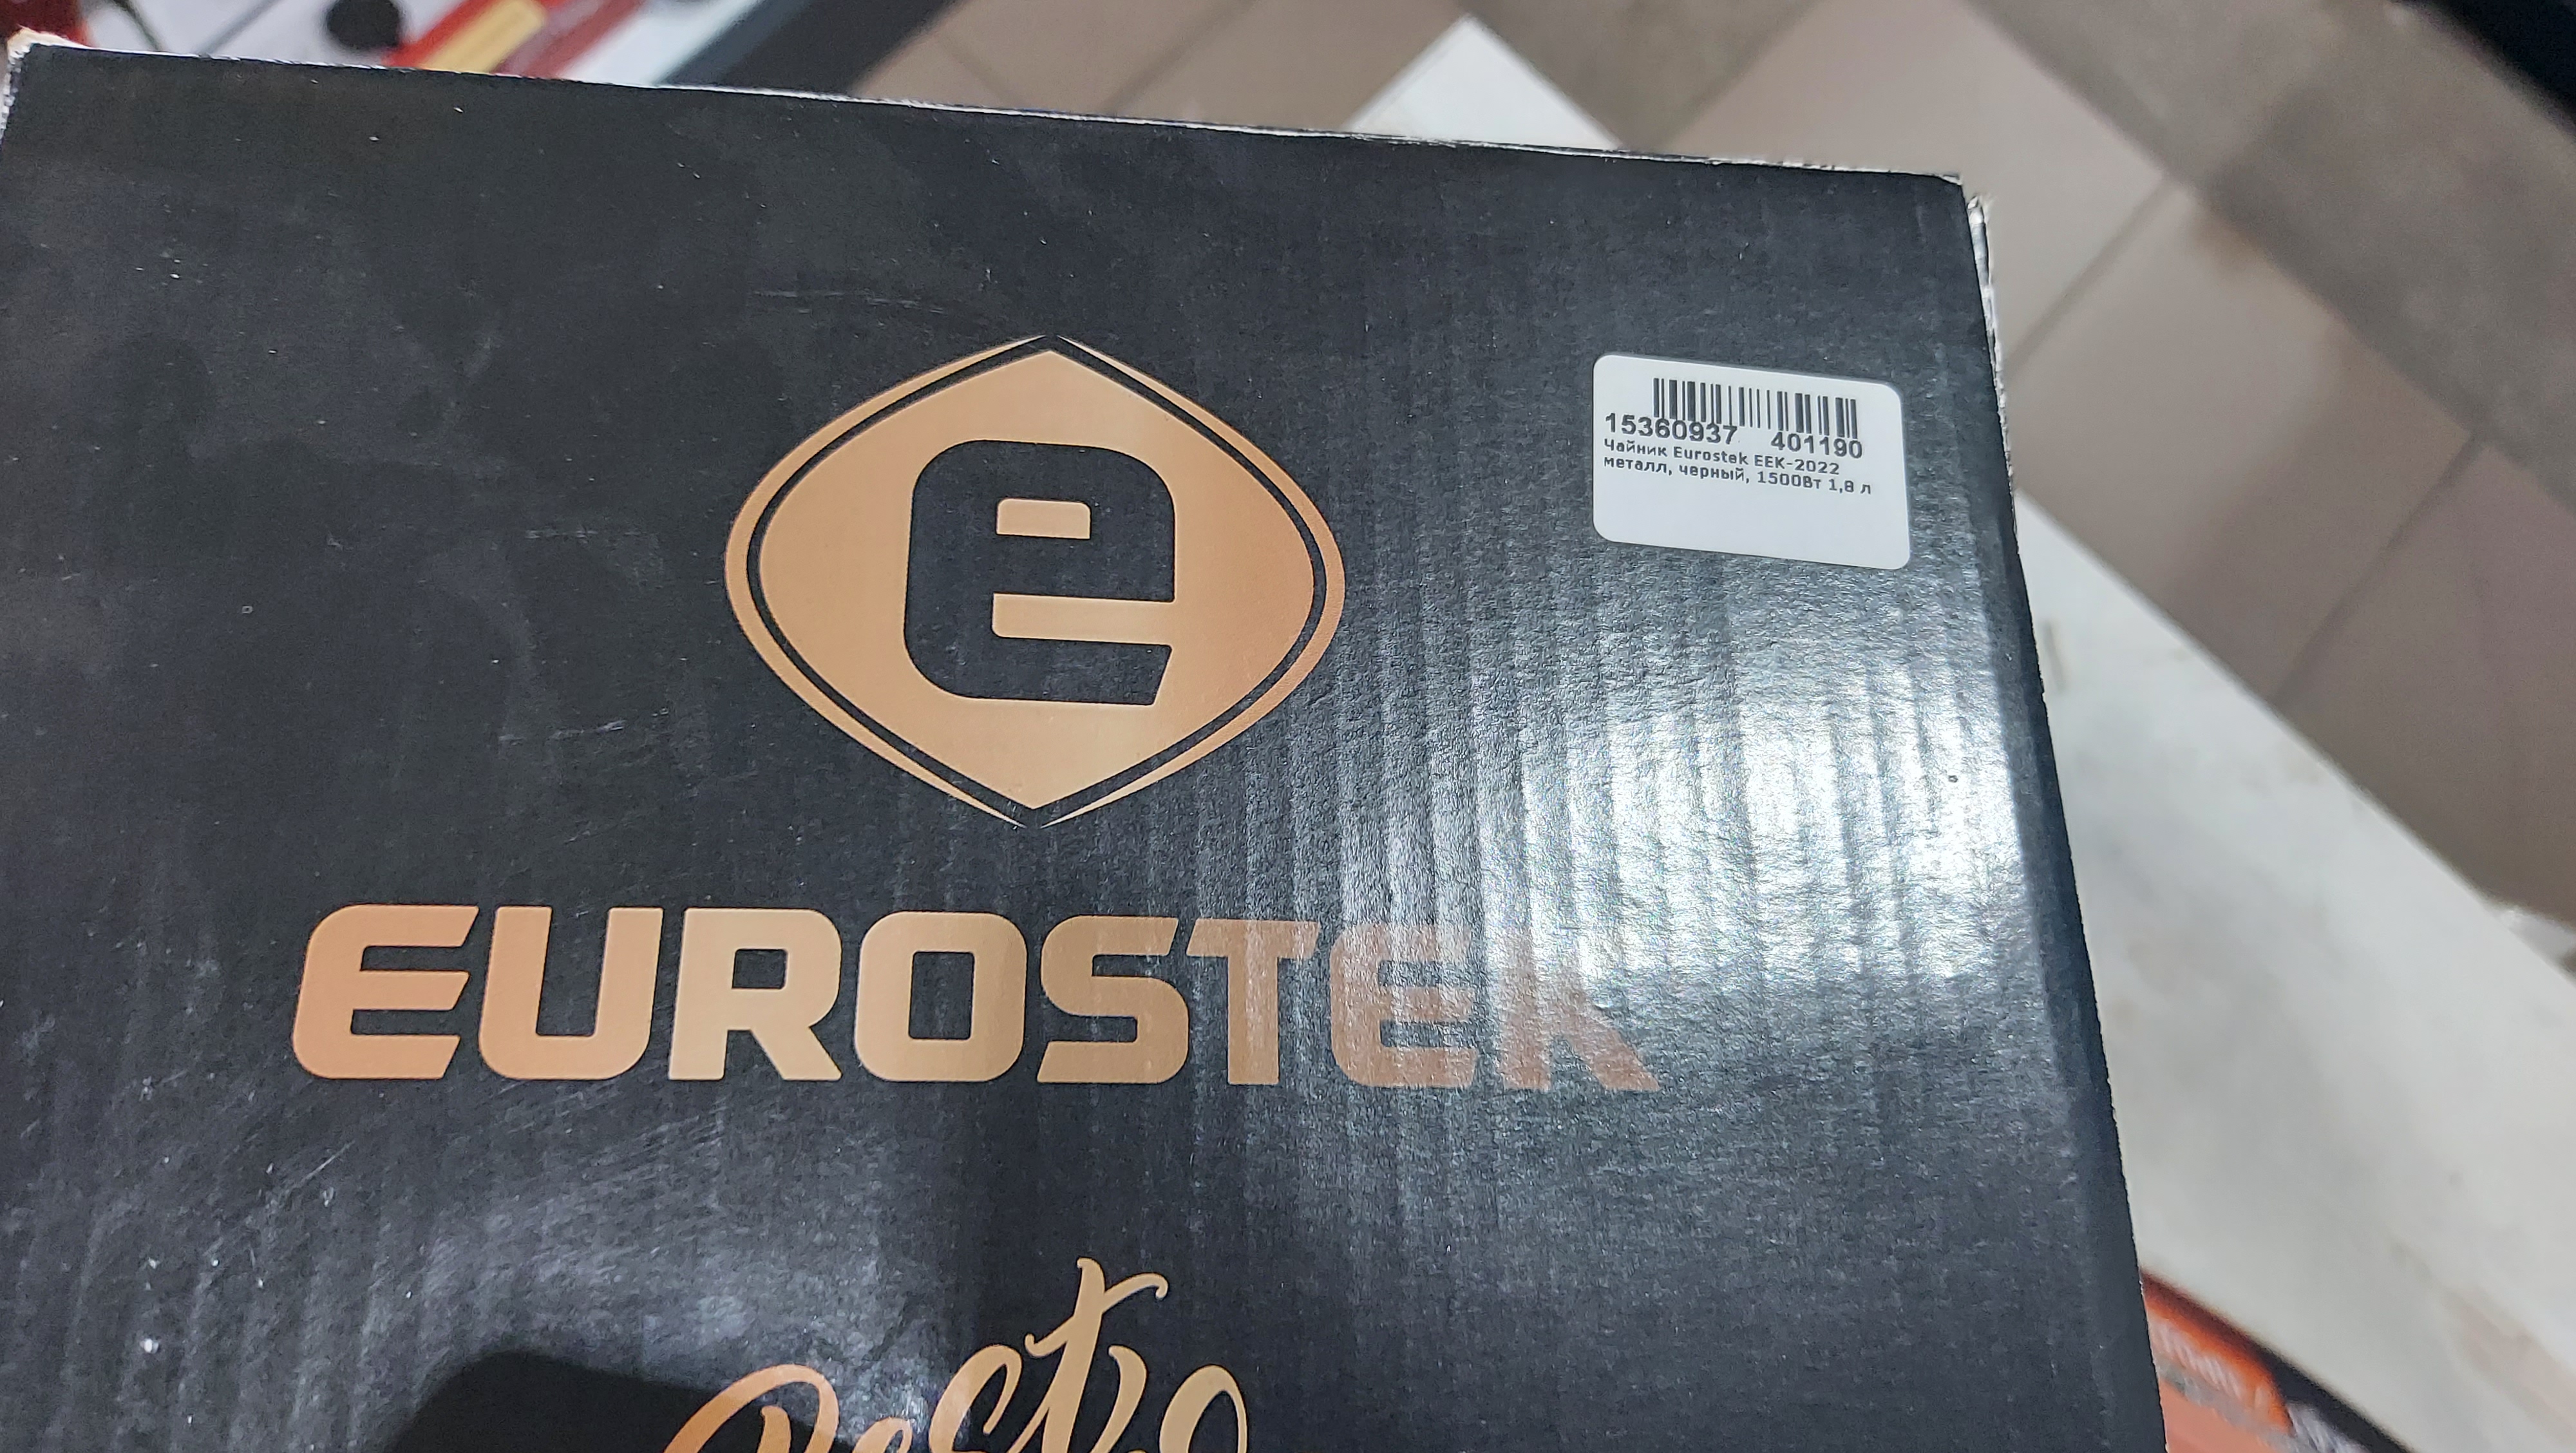 e
15360937 401190
Чайник Eurostek EEK-2022
металл, черный, 1500Вт 1,8 л
EUROSTEK